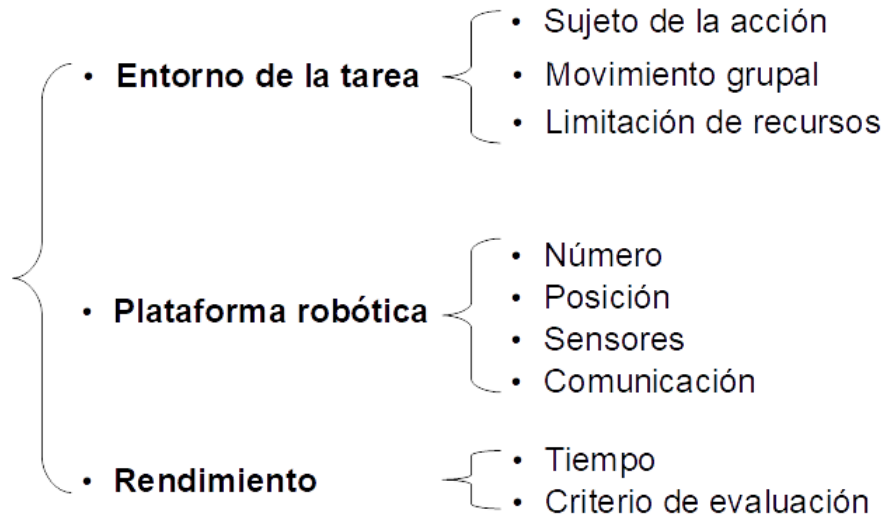 • Entorno de la tarea
• Sujeto de la acción
• Movimiento grupal
• Limitación de recursos
• Plataforma robótica
• Número
• Posición
• Sensores
• Comunicación
• Rendimiento
• Tiempo
• Criterio de evaluación